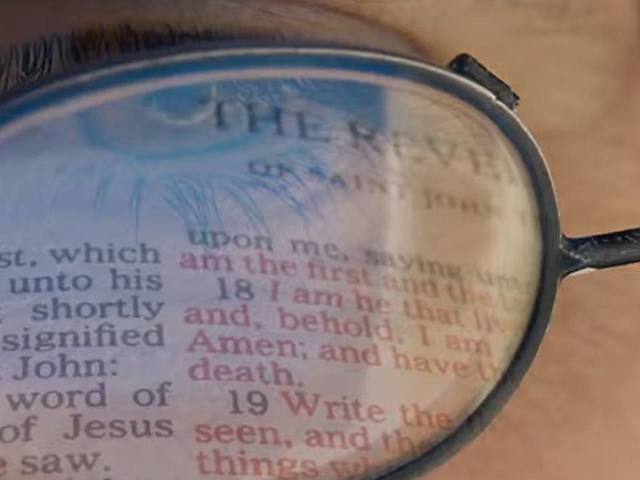 THE REVE
OF SAINT JOHN
st, which
unto his
shortly
signified
John:
word of
of Jesus
saw.
upon me, saying
am the first and the
18 I am he that liv
and, behold, I am
Amen; and have
death.
19 Write the
seen, and the
things